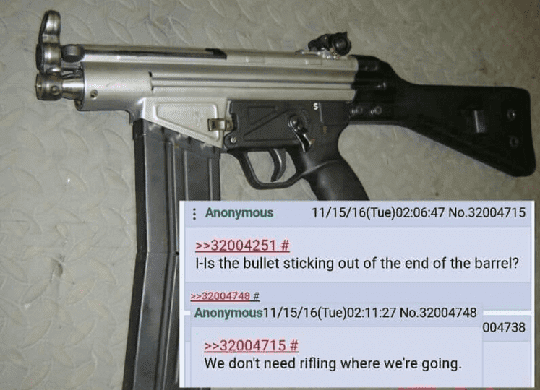 S
Anonymous 11/15/16(Tue)02:06:47 No.32004715
>>32004251 #
I-Is the bullet sticking out of the end of the barrel?
>>32004748 #
Anonymous11/15/16(Tue)02:11:27 No.32004748
004738
>>32004715 #
We don't need rifling where we're going.